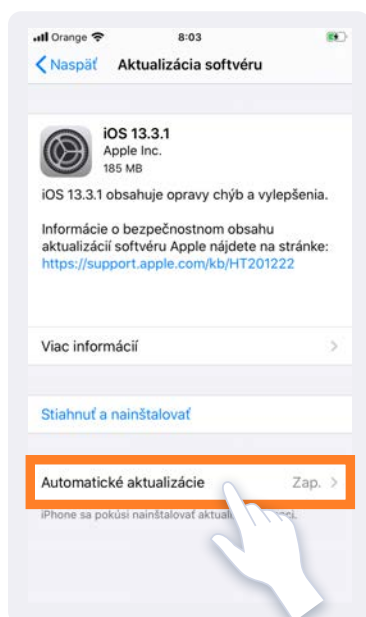 Orange 8:03
Naspäť Aktualizácia softvéru
iOS 13.3.1
Apple Inc.
185 MB
iOS 13.3.1 obsahuje opravy chýb a vylepšenia.
Informácie o bezpečnostnom obsahu
aktualizácií softvéru Apple nájdete na stránke:
https://support.apple.com/kb/HT201222
Viac informácií
Stiahnuť a nainštalovať
Automatické aktualizácie Zap.
iPhone sa pokúsi nainštalovať